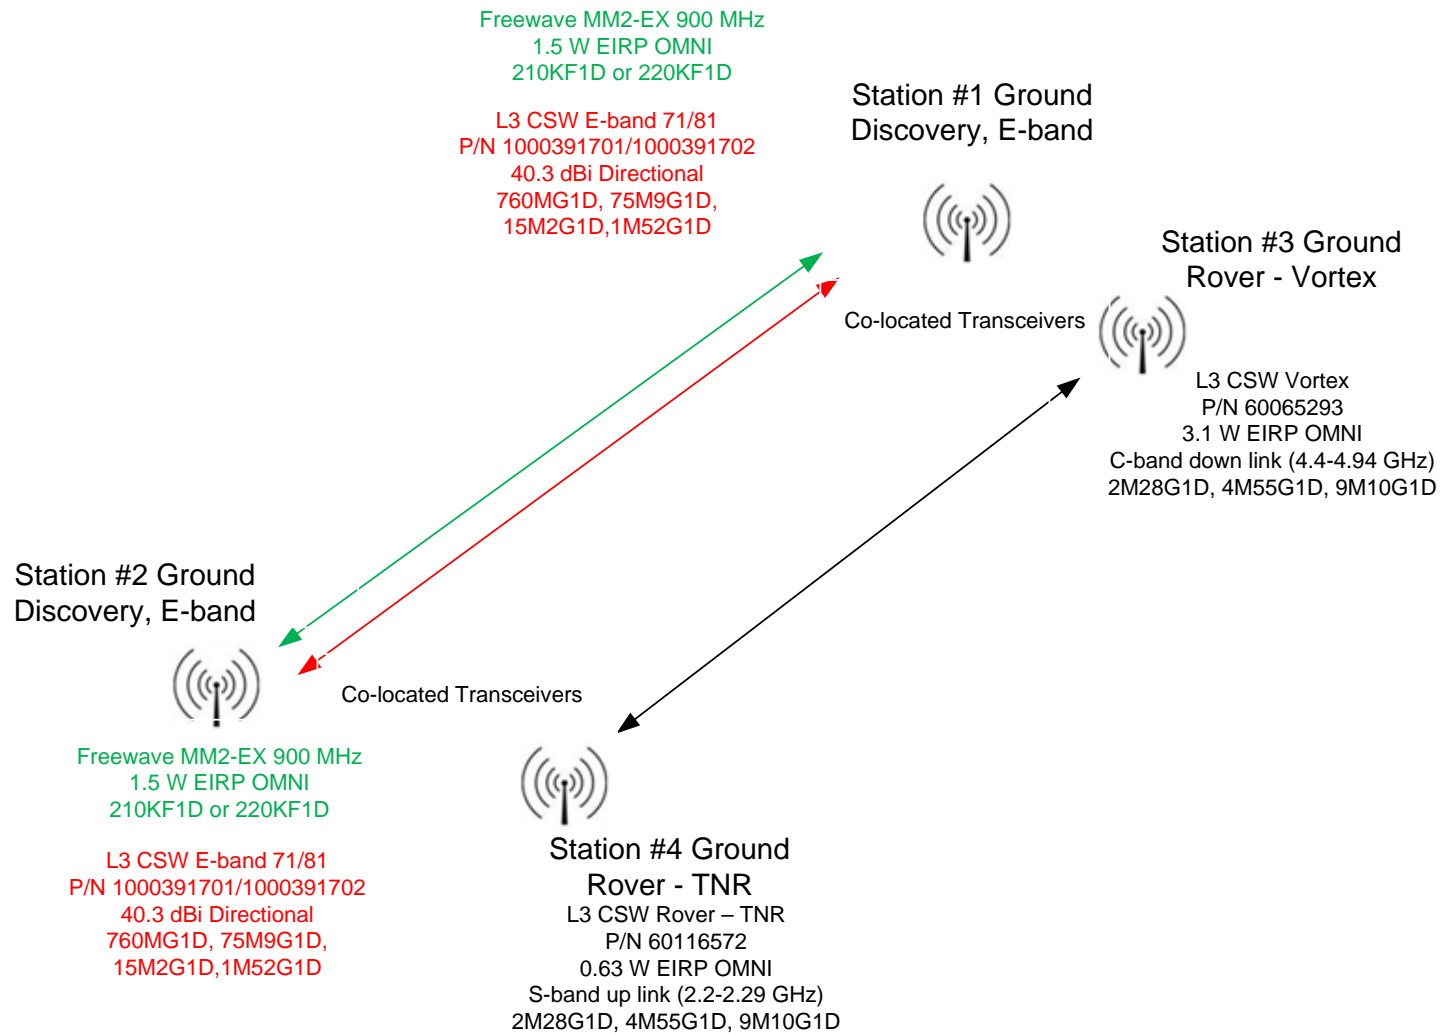 Freewave MM2-EX 900 MHz
1.5 W EIRP OMNI
210KF1D or 220KF1D
L3 CSW E-band 71/81
P/N 1000391701/1000391702
40.3 dBi Directional
760MG1D, 75M9G1D,
15M2G1D,1M52G1D
Station #1 Ground
Discovery, E-band
Co-located Transceivers
Station #3 Ground
Rover - Vortex
L3 CSW Vortex
P/N 60065293
3.1 W EIRP OMNI
C-band down link (4.4-4.94 GHz)
2M28G1D, 4M55G1D, 9M10G1D
Station #2 Ground
Discovery, E-band
Co-located Transceivers
Freewave MM2-EX 900 MHz
1.5 W EIRP OMNI
210KF1D or 220KF1D
L3 CSW E-band 71/81
P/N 1000391701/1000391702
40.3 dBi Directional
760MG1D, 75M9G1D,
15M2G1D,1M52G1D
Station #4 Ground
Rover - TNR
L3 CSW Rover – TNR
P/N 60116572
0.63 W EIRP OMNI
S-band up link (2.2-2.29 GHz)
2M28G1D, 4M55G1D, 9M10G1D